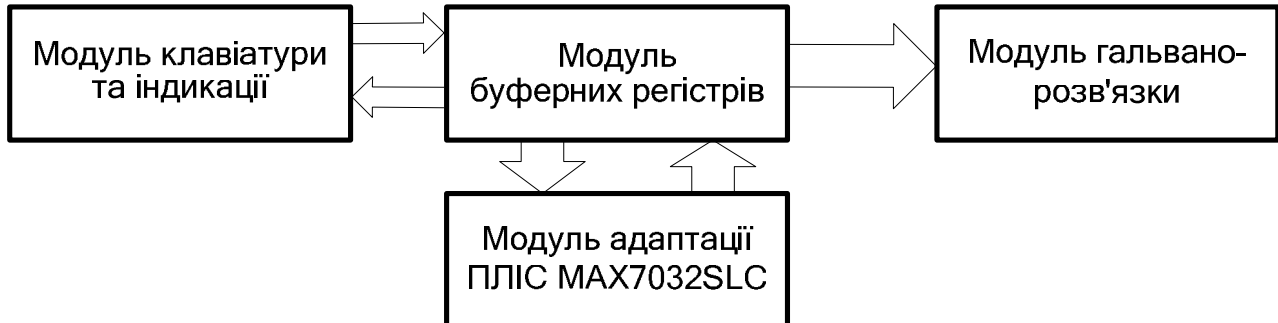 Модуль клавіатури
та індикації
Модуль
буферних регістрів
Модуль гальвано-
розв'язки
Модуль адаптації
ПЛІС MAX7032SLC